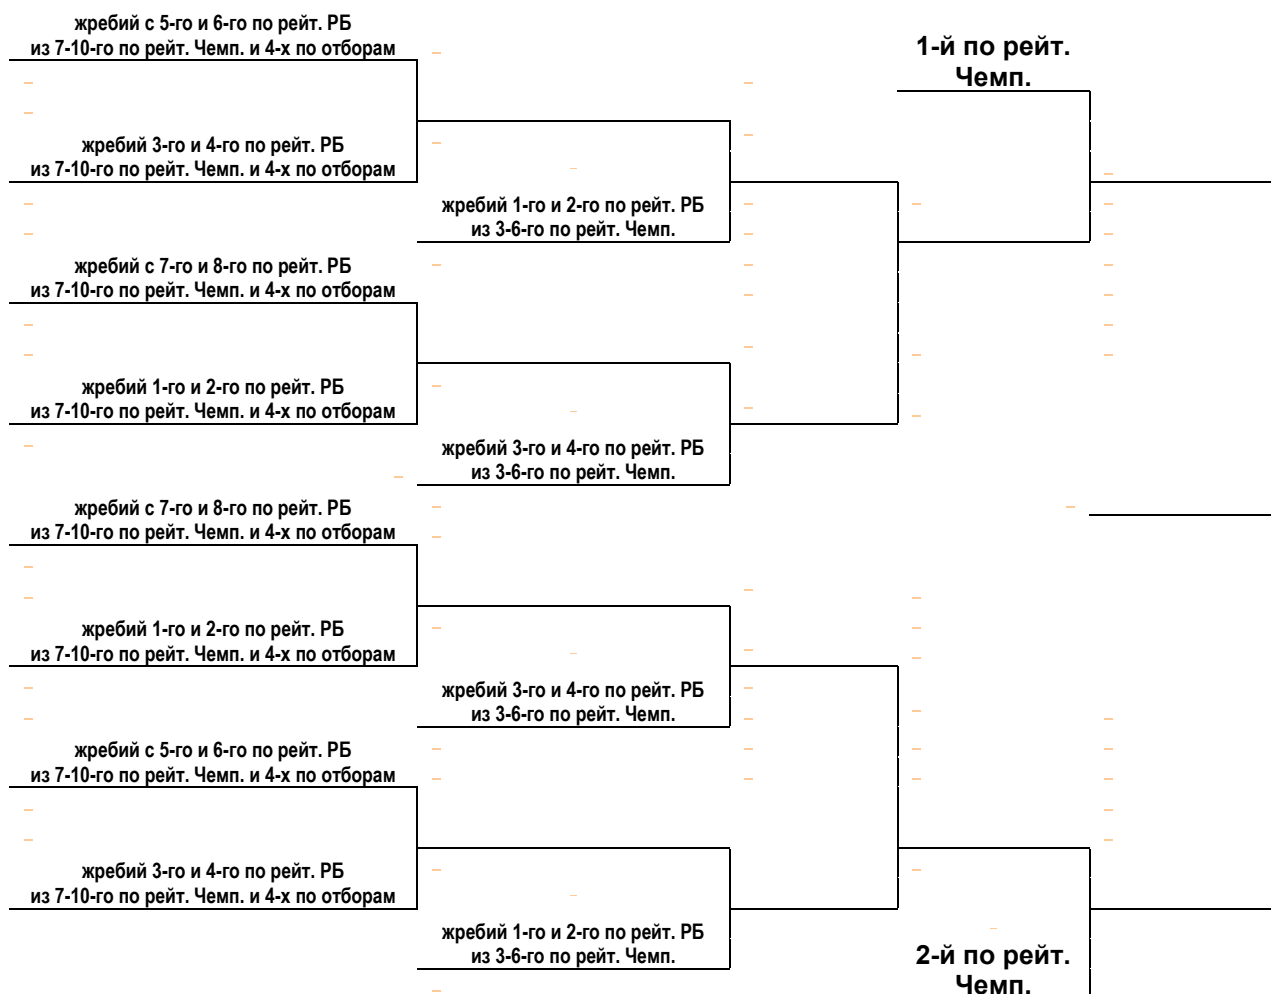 жребий с 5-го и 6-го по рейт. РБ
из 7-10-го по рейт. Чемп. и 4-х по отборам
1-й по рейт.
Чемп.
жребий 3-го и 4-го по рейт. РБ
из 7-10-го по рейт. Чемп. и 4-х по отборам
жребий 1-го и 2-го по рейт. РБ
из 3-6-го по рейт. Чемп.
жребий с 7-го и 8-го по рейт. РБ
из 7-10-го по рейт. Чемп. и 4-х по отборам
жребий 1-го и 2-го по рейт. РБ
из 7-10-го по рейт. Чемп. и 4-х по отборам
жребий 3-го и 4-го по рейт. РБ
из 3-6-го по рейт. Чемп.
жребий с 7-го и 8-го по рейт. РБ
из 7-10-го по рейт. Чемп. и 4-х по отборам
жребий 1-го и 2-го по рейт. РБ
из 7-10-го по рейт. Чемп. и 4-х по отборам
жребий 3-го и 4-го по рейт. РБ
из 3-6-го по рейт. Чемп.
жребий с 5-го и 6-го по рейт. РБ
из 7-10-го по рейт. Чемп. и 4-х по отборам
жребий 3-го и 4-го по рейт. РБ
из 7-10-го по рейт. Чемп. и 4-х по отборам
жребий 1-го и 2-го по рейт. РБ
из 3-6-го по рейт. Чемп.
2-й по рейт.
Чемп.